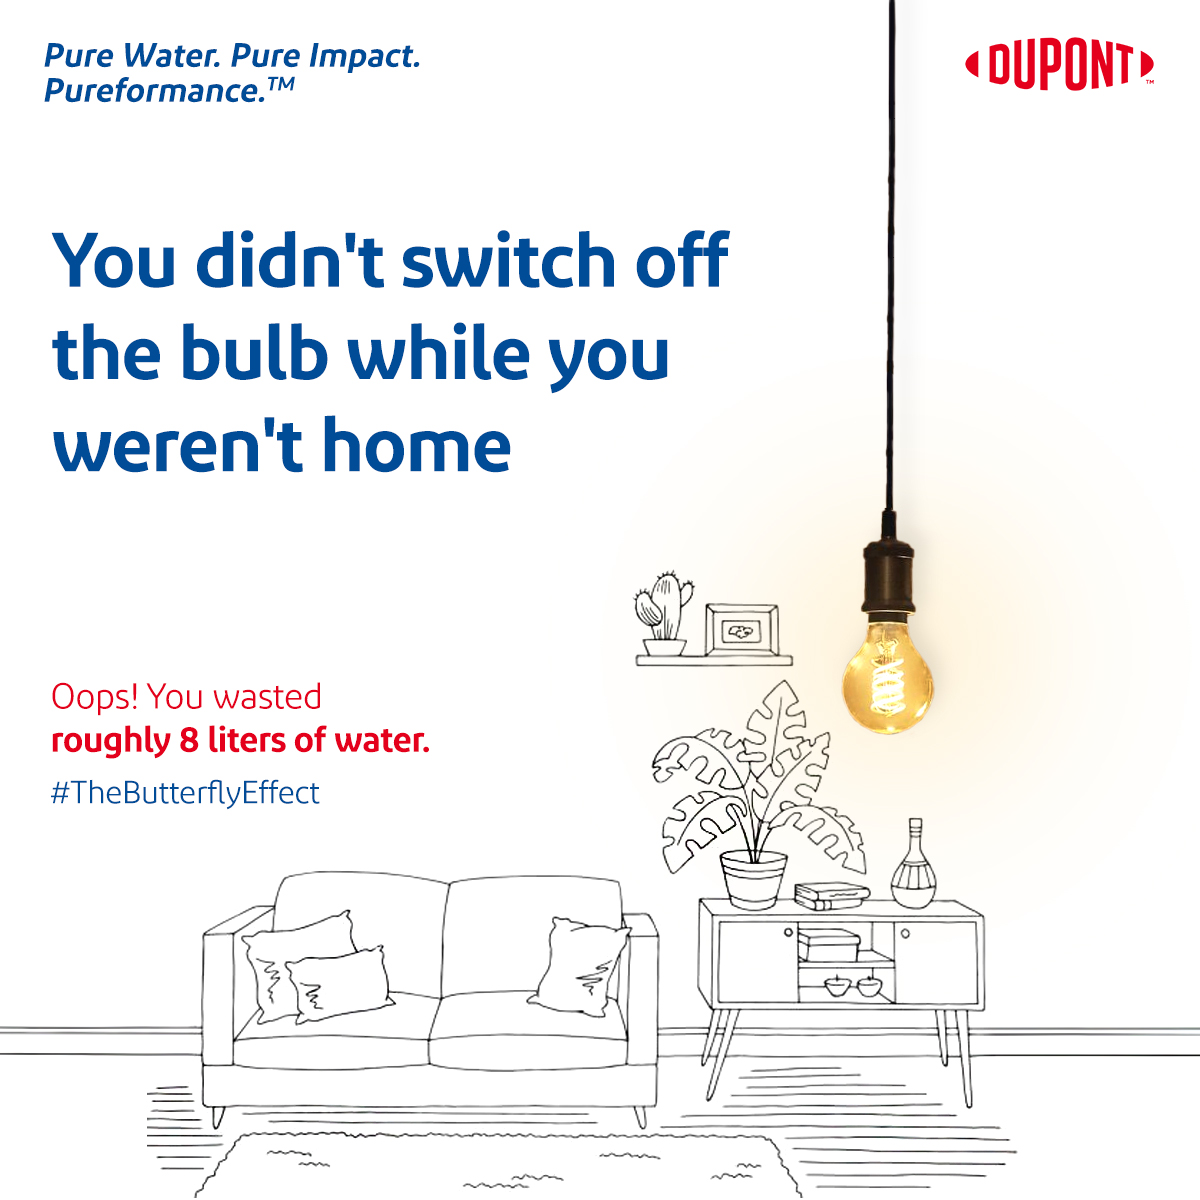 Pure Water. Pure Impact.
Pureformance.™
DUPONT™
You didn't switch off
the bulb while you
weren't home
Oops! You wasted
roughly 8 liters of water.
#TheButterflyEffect